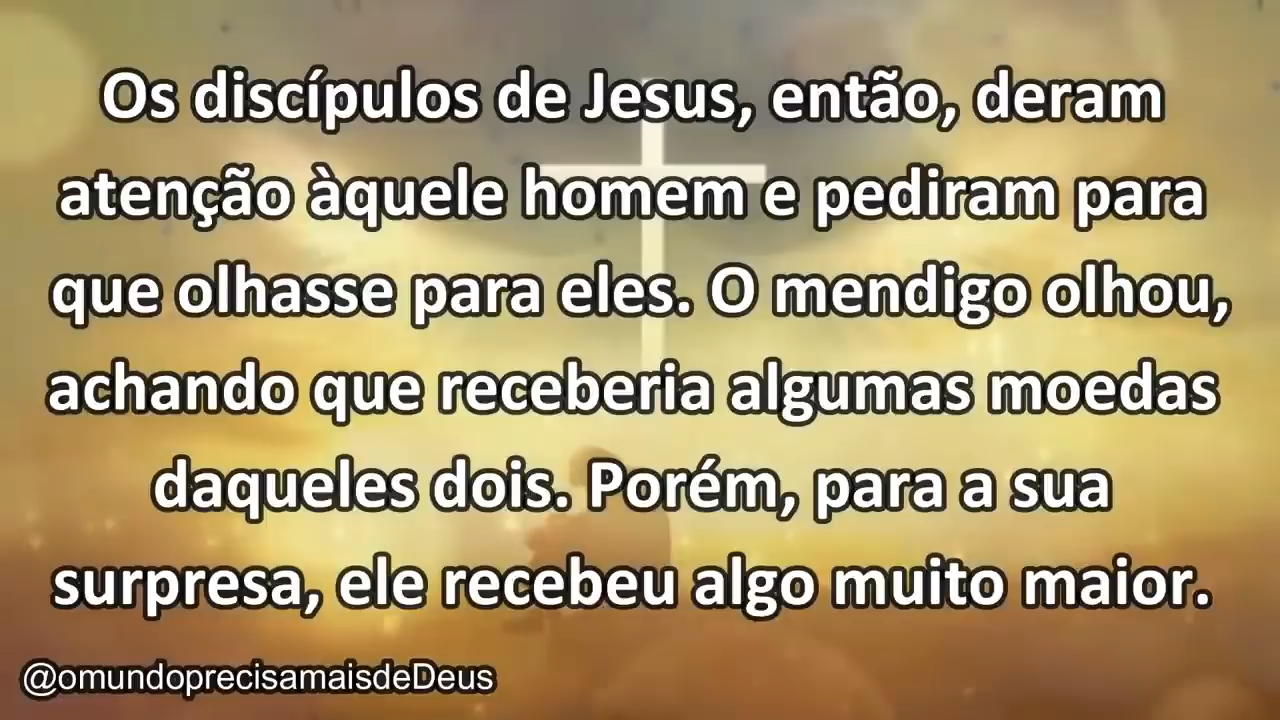 Os discípulos de Jesus, então, deram
atenção àquele homem e pediram para
que olhasse para eles. O mendigo olhou,
achando que receberia algumas moedas
daqueles dois. Porém, para a sua
surpresa, ele recebeu algo muito maior.
@omundoprecisamaisdeDeus